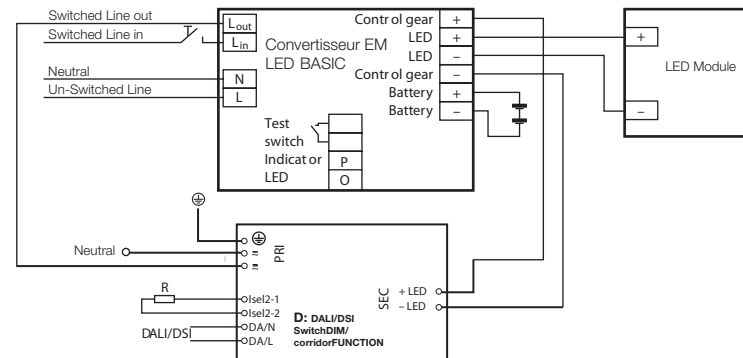 Switched Line out
Switched Line in
Neutral
Un-Switched Line
Lout
Lin
N
L
Convertisseur EM
LED BASIC
Control gear +
LED +
LED –
Control gear –
Battery +
Battery –
Test
switch
Indicator
LED
P
O
+
LED Module
–
Neutral
PRI
R
Isel2-1
Isel2-2
DALI/DSI
DA/N
DA/L
D: DALI/DSI
SwitchDIM/
corridorFUNCTION
SEC
+ LED
– LED